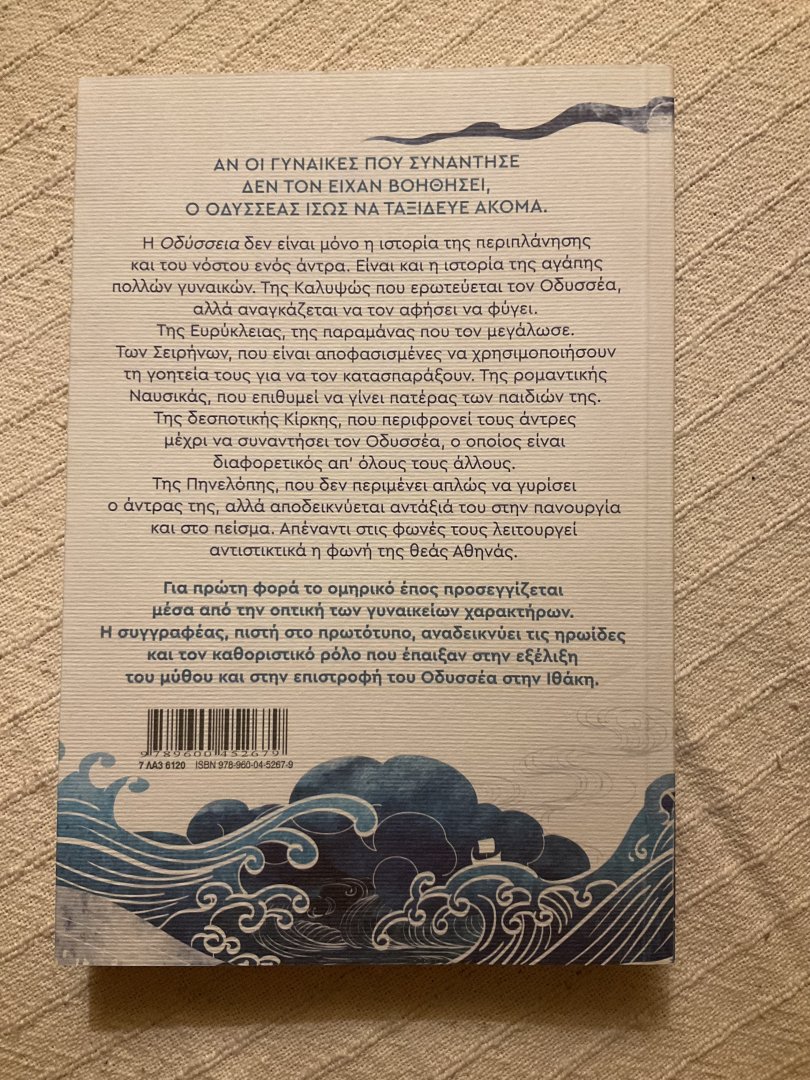 ΑΝ ΟΙ ΓΥΝΑΙΚΕΣ ΠΟΥ ΣΥΝΑΝΤΗΣΕ
ΔΕΝ ΤΟΝ ΕΙΧΑΝ ΒΟΗΘΗΣΕΙ,
Ο ΟΔΥΣΣΕΑΣ ΙΣΩΣ ΝΑ ΤΑΞΙΔΕΥΕ ΑΚΟΜΑ.
Η Οδύσσεια δεν είναι μόνο η ιστορία της περιπλάνησης
και του νόστου ενός άντρα. Είναι και η ιστορία της αγάπης
πολλών γυναικών. Της Καλυψώς που ερωτεύεται τον Οδυσσέα,
αλλά αναγκάζεται να τον αφήσει να φύγει.
Της Ευρύκλειας, της παραμάνας που τον μεγάλωσε.
Των Σειρήνων, που είναι αποφασισμένες να χρησιμοποιήσουν
τη γοητεία τους για να τον κατασπαράξουν. Της ρομαντικής
Ναυσικάς, που επιθυμεί να γίνει πατέρας των παιδιών της.
Της δεσποτικής Κίρκης, που περιφρονεί τους άντρες
μέχρι να συναντήσει τον Οδυσσέα, ο οποίος είναι
διαφορετικός απ' όλους τους άλλους.
Της Πηνελόπης, που δεν περιμένει απλώς να γυρίσει
ο άντρας της, αλλά αποδεικνύεται αντάξιά του στην πανουργία
και στο πείσμα. Απέναντι στις φωνές τους λειτουργεί
αντιστικτικά η φωνή της θεάς Αθηνάς.
Για πρώτη φορά το ομηρικό έπος προσεγγίζεται
μέσα από την οπτική των γυναικείων χαρακτήρων.
Η συγγραφέας, πιστή στο πρωτότυπο, αναδεικνύει τις ηρωίδες
και τον καθοριστικό ρόλο που έπαιξαν στην εξέλιξη
του μύθου και στην επιστροφή του Οδυσσέα στην Ιθάκη.
9789600452679
7 ΛΑ3 6120 ISBN 978-960-04-5267-9